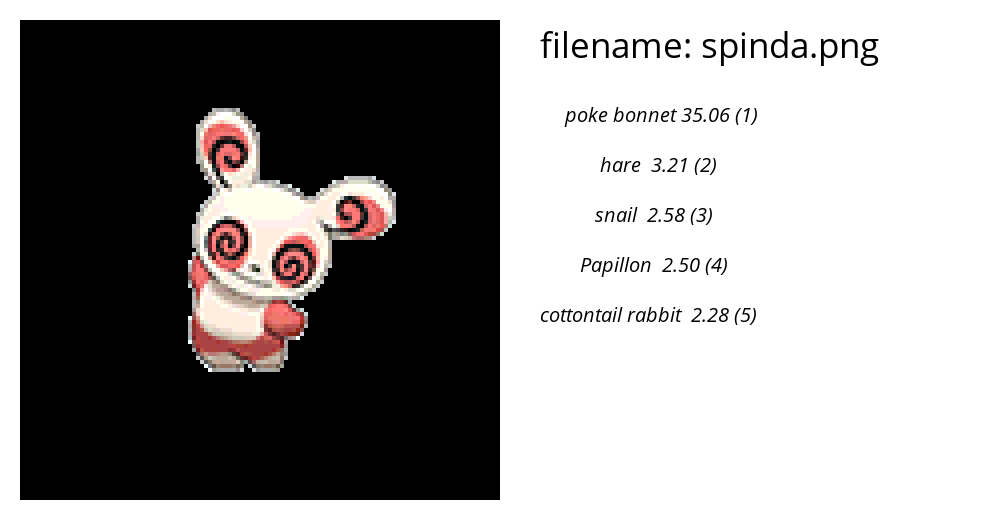 filename: spinda.png
poke bonnet 35.06 (1)
hare 3.21 (2)
snail 2.58 (3)
Papillon 2.50 (4)
cottontail rabbit 2.28 (5)